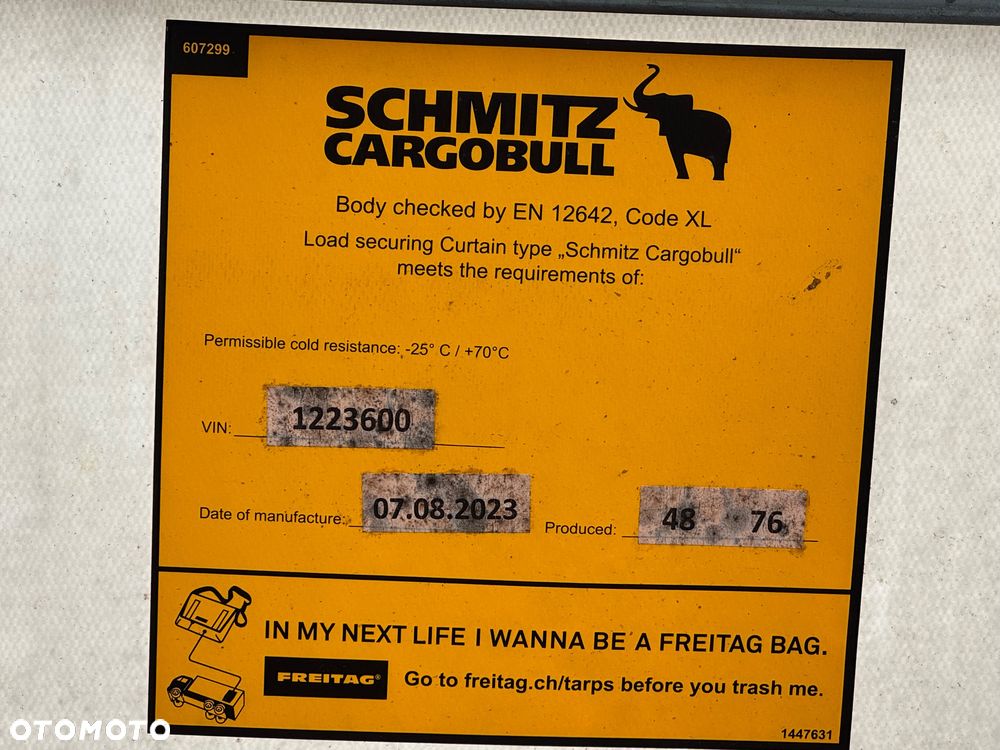 607299
SCHMITZ
CARGOBULL
Body checked by EN 12642, Code XL
Load securing Curtain type „Schmitz Cargobull“
meets the requirements of:
Permissible cold resistance: -25° C / +70°C
VIN: 1223600
Date of manufacture: 07.08.2023 Produced: 48 76
IN MY NEXT LIFE I WANNA BE A FREITAG BAG.
FREITAG® Go to freitag.ch/tarps before you trash me.
1447631
OTOMOTO